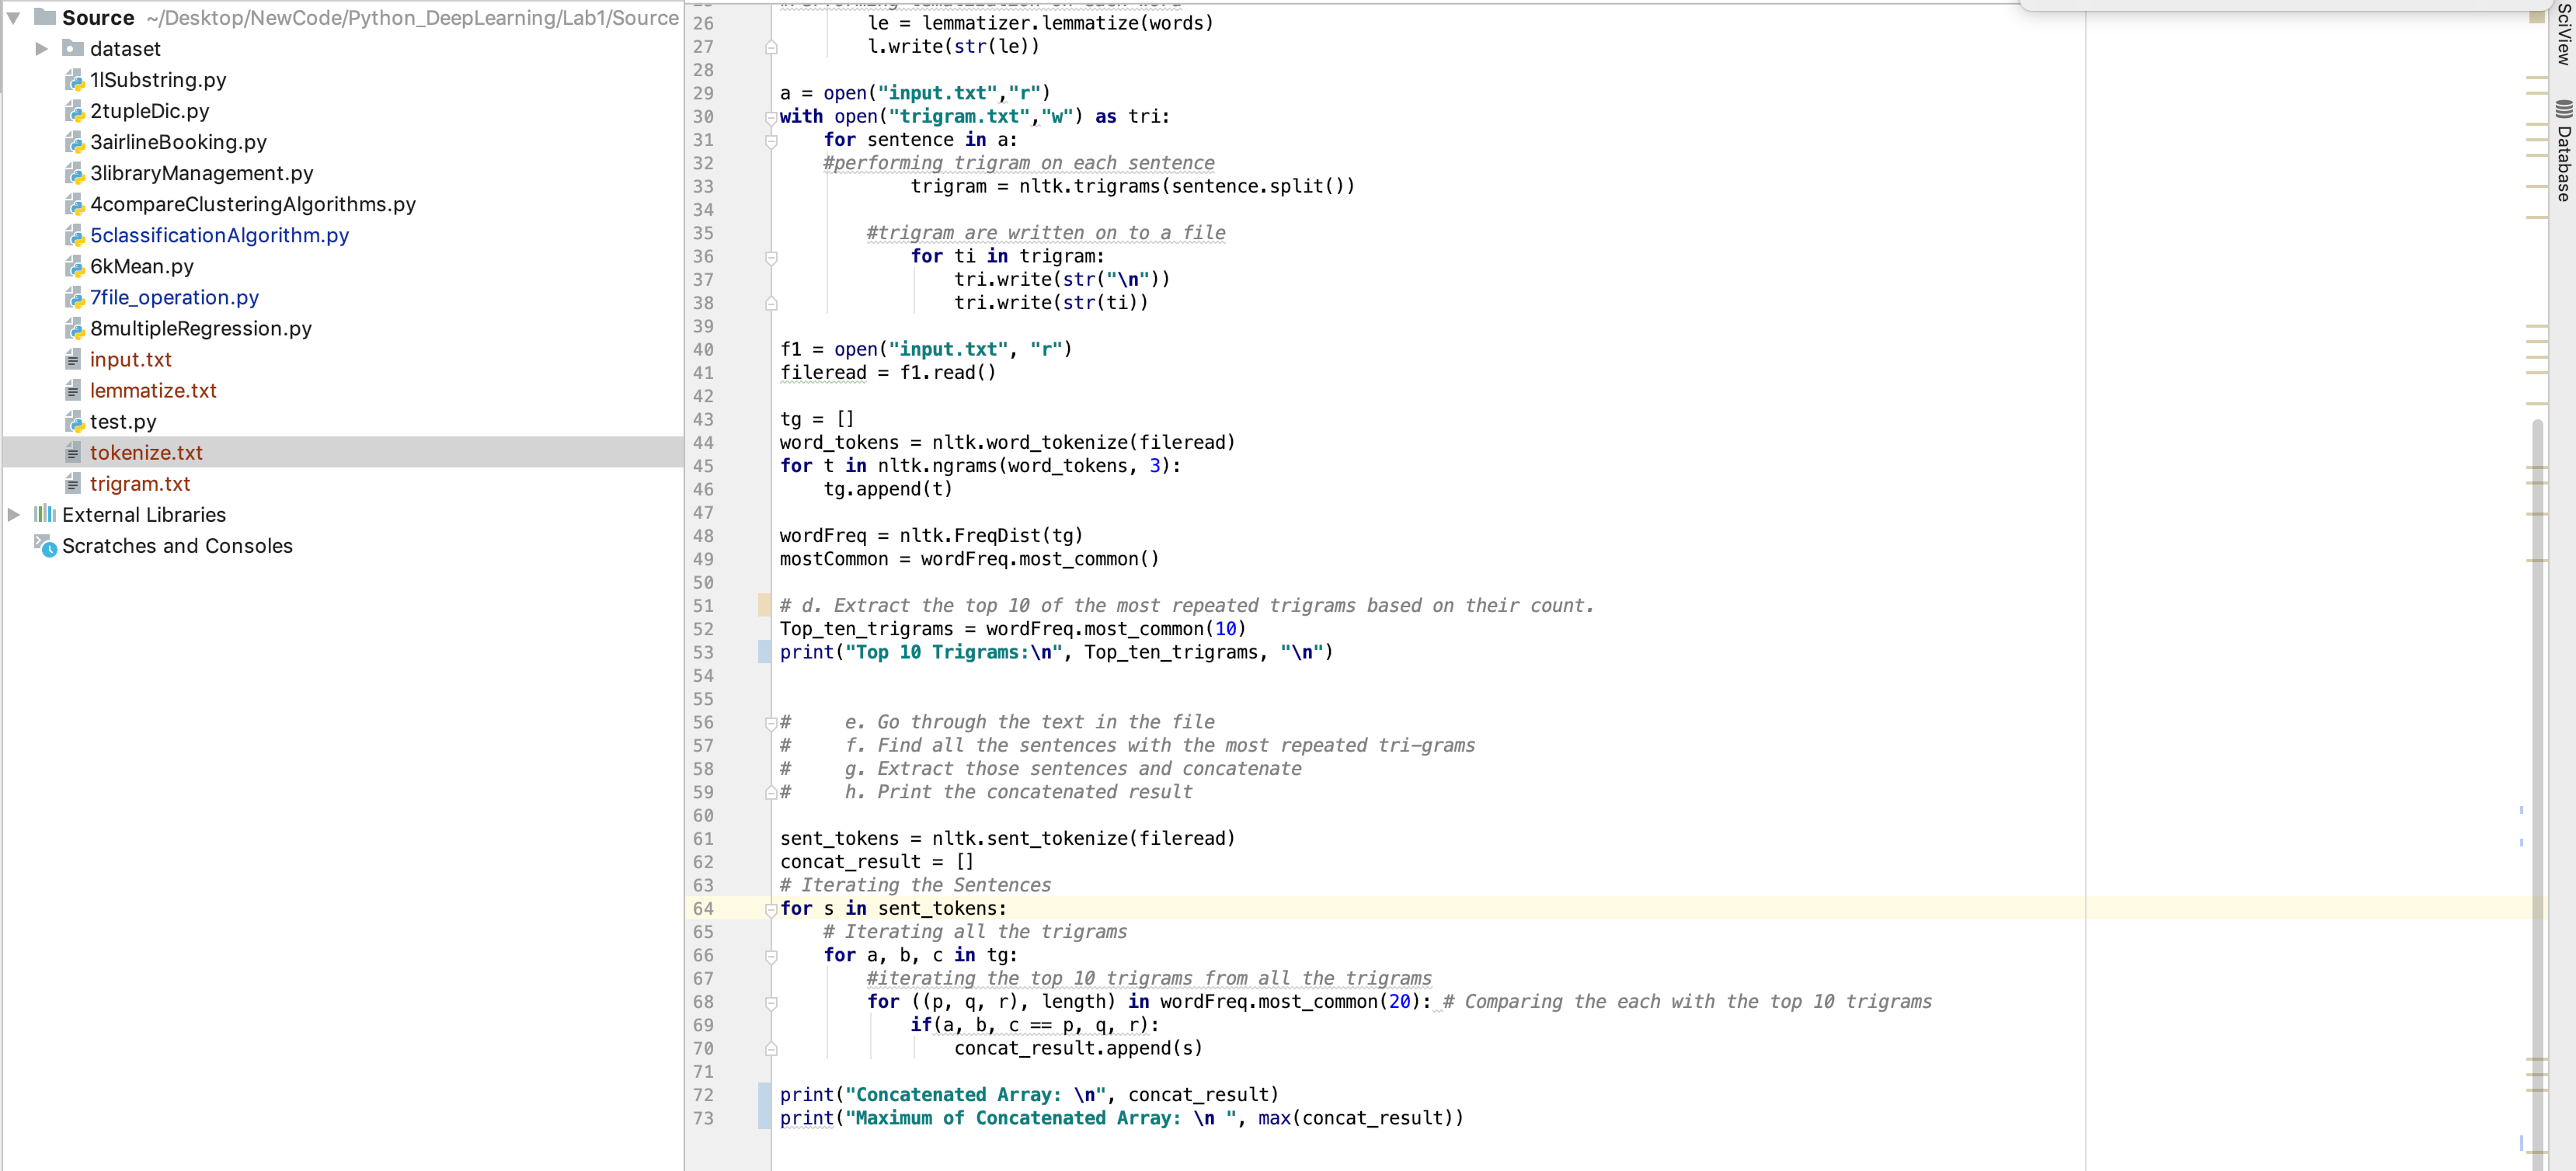 Source ~/Desktop/NewCode/Python_DeepLearning/Lab1/Source
dataset
1lSubstring.py
2tupleDic.py
3airlineBooking.py
3libraryManagement.py
4compareClusteringAlgorithms.py
5classificationAlgorithm.py
6kMean.py
7file_operation.py
8multipleRegression.py
input.txt
lemmatize.txt
test.py
tokenize.txt
trigram.txt
External Libraries
Scratches and Consoles
26 le = lemmatizer.lemmatize(words)
27 l.write(str(le))
28
29 a = open("input.txt","r")
30 with open("trigram.txt","w") as tri:
31 for sentence in a:
32 #performing trigram on each sentence
33 trigram = nltk.trigrams(sentence.split())
34
35 #trigram are written on to a file
36 for ti in trigram:
37 tri.write(str("\n"))
38 tri.write(str(ti))
39
40 f1 = open("input.txt", "r")
41 fileread = f1.read()
42
43 tg = []
44 word_tokens = nltk.word_tokenize(fileread)
45 for t in nltk.ngrams(word_tokens, 3):
46 tg.append(t)
47
48 wordFreq = nltk.FreqDist(tg)
49 mostCommon = wordFreq.most_common()
50
51 # d. Extract the top 10 of the most repeated trigrams based on their count.
52 Top_ten_trigrams = wordFreq.most_common(10)
53 print("Top 10 Trigrams:\n", Top_ten_trigrams, "\n")
54
55
56 # e. Go through the text in the file
57 # f. Find all the sentences with the most repeated tri-grams
58 # g. Extract those sentences and concatenate
59 # h. Print the concatenated result
60
61 sent_tokens = nltk.sent_tokenize(fileread)
62 concat_result = []
63 # Iterating the Sentences
64 for s in sent_tokens:
65 # Iterating all the trigrams
66 for a, b, c in tg:
67 #iterating the top 10 trigrams from all the trigrams
68 for ((p, q, r), length) in wordFreq.most_common(20): # Comparing the each with the top 10 trigrams
69 if(a, b, c == p, q, r):
70 concat_result.append(s)
71
72 print("Concatenated Array: \n", concat_result)
73 print("Maximum of Concatenated Array: \n ", max(concat_result))
SciView
Database